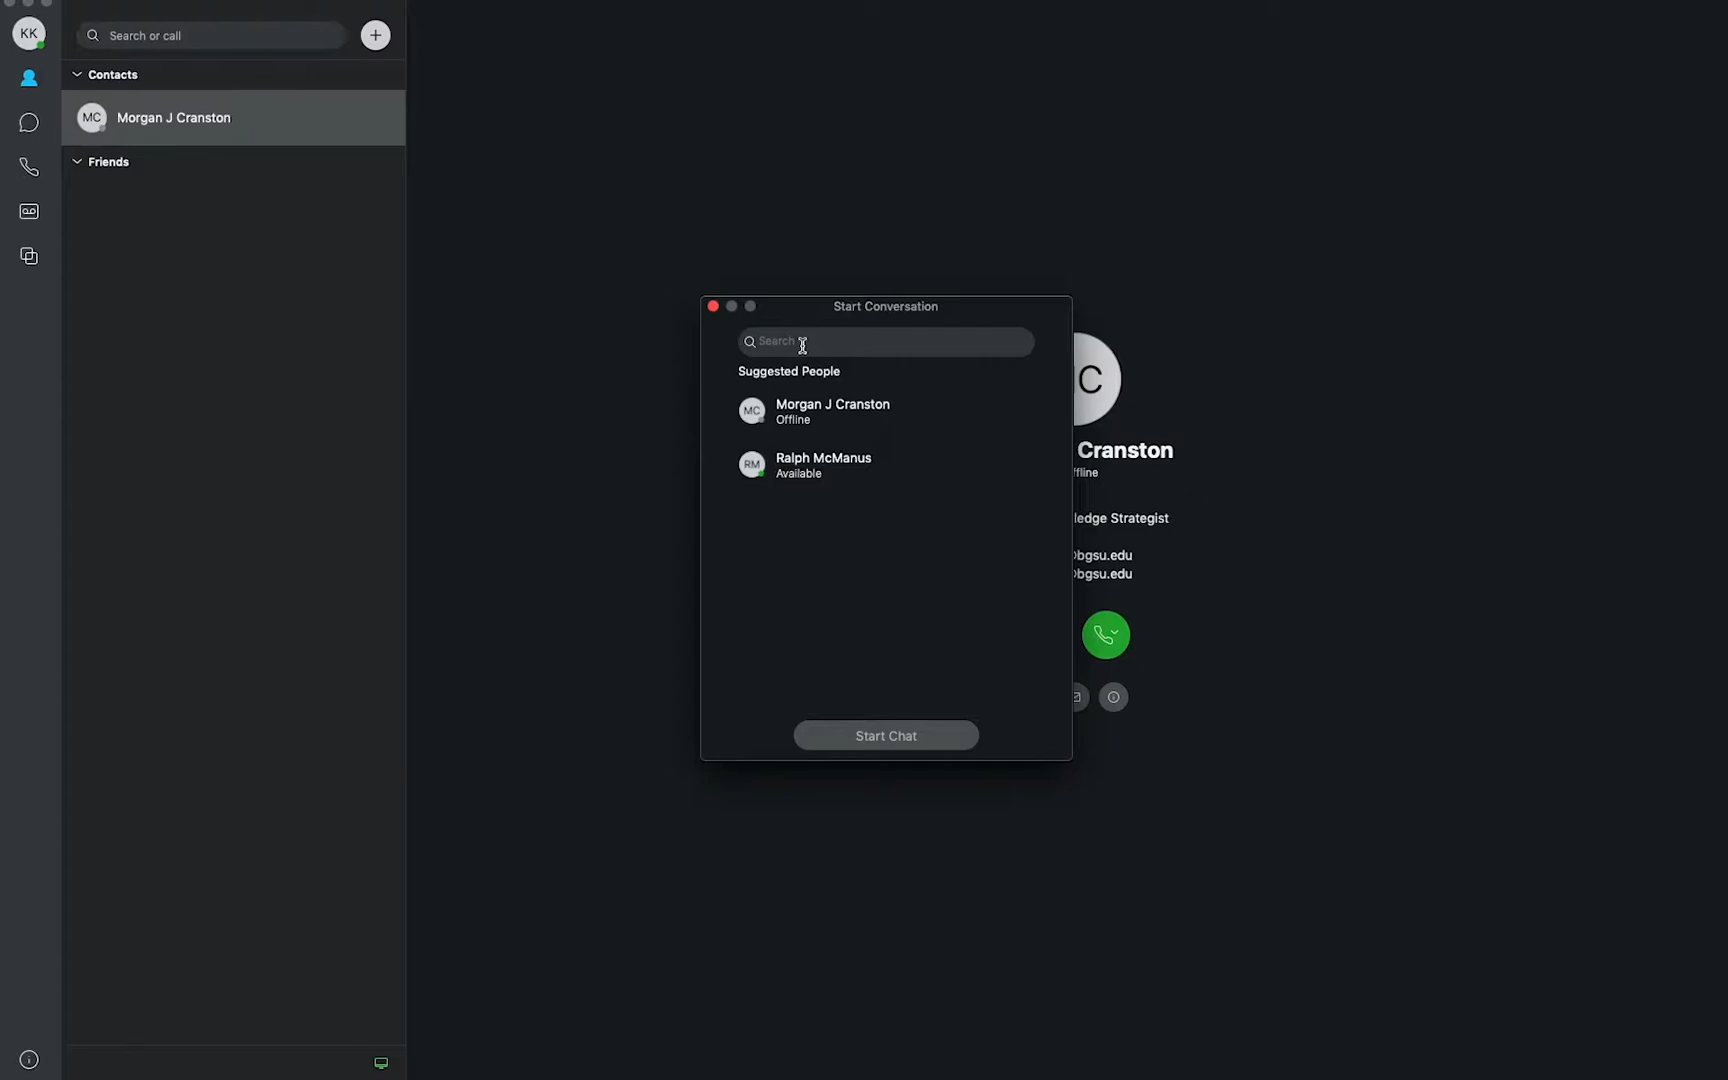 KK
Search or call
Contacts
MC
Morgan J Cranston
Friends
Start Conversation
Search
Suggested People
MC
Morgan J Cranston
Offline
RM
Ralph McManus
Available
Start Chat
C
Cranston
ffline
ledge Strategist
bgsu.edu
bgsu.edu